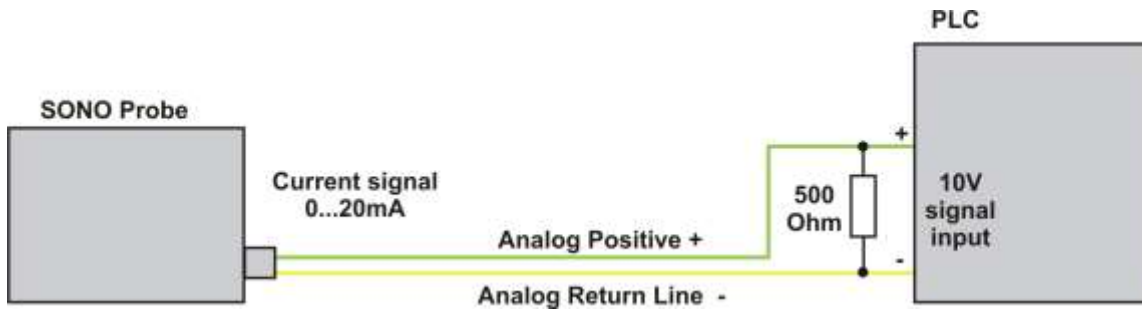 PLC
SONO Probe
Current signal
0...20mA
+
500
Ohm
10V
signal
input
Analog Positive +
-
Analog Return Line -